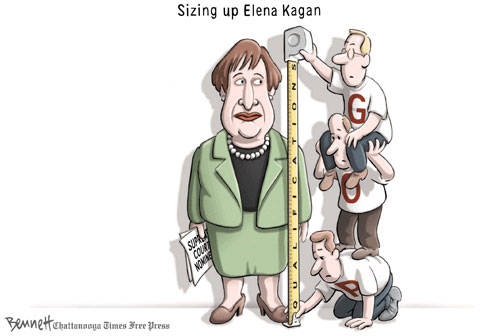 Sizing up Elena Kagan
QUALIFICATIONS
G
O
P
SUPREME
COURT
NOMINEE
Bennett Chattanooga Times Free Press